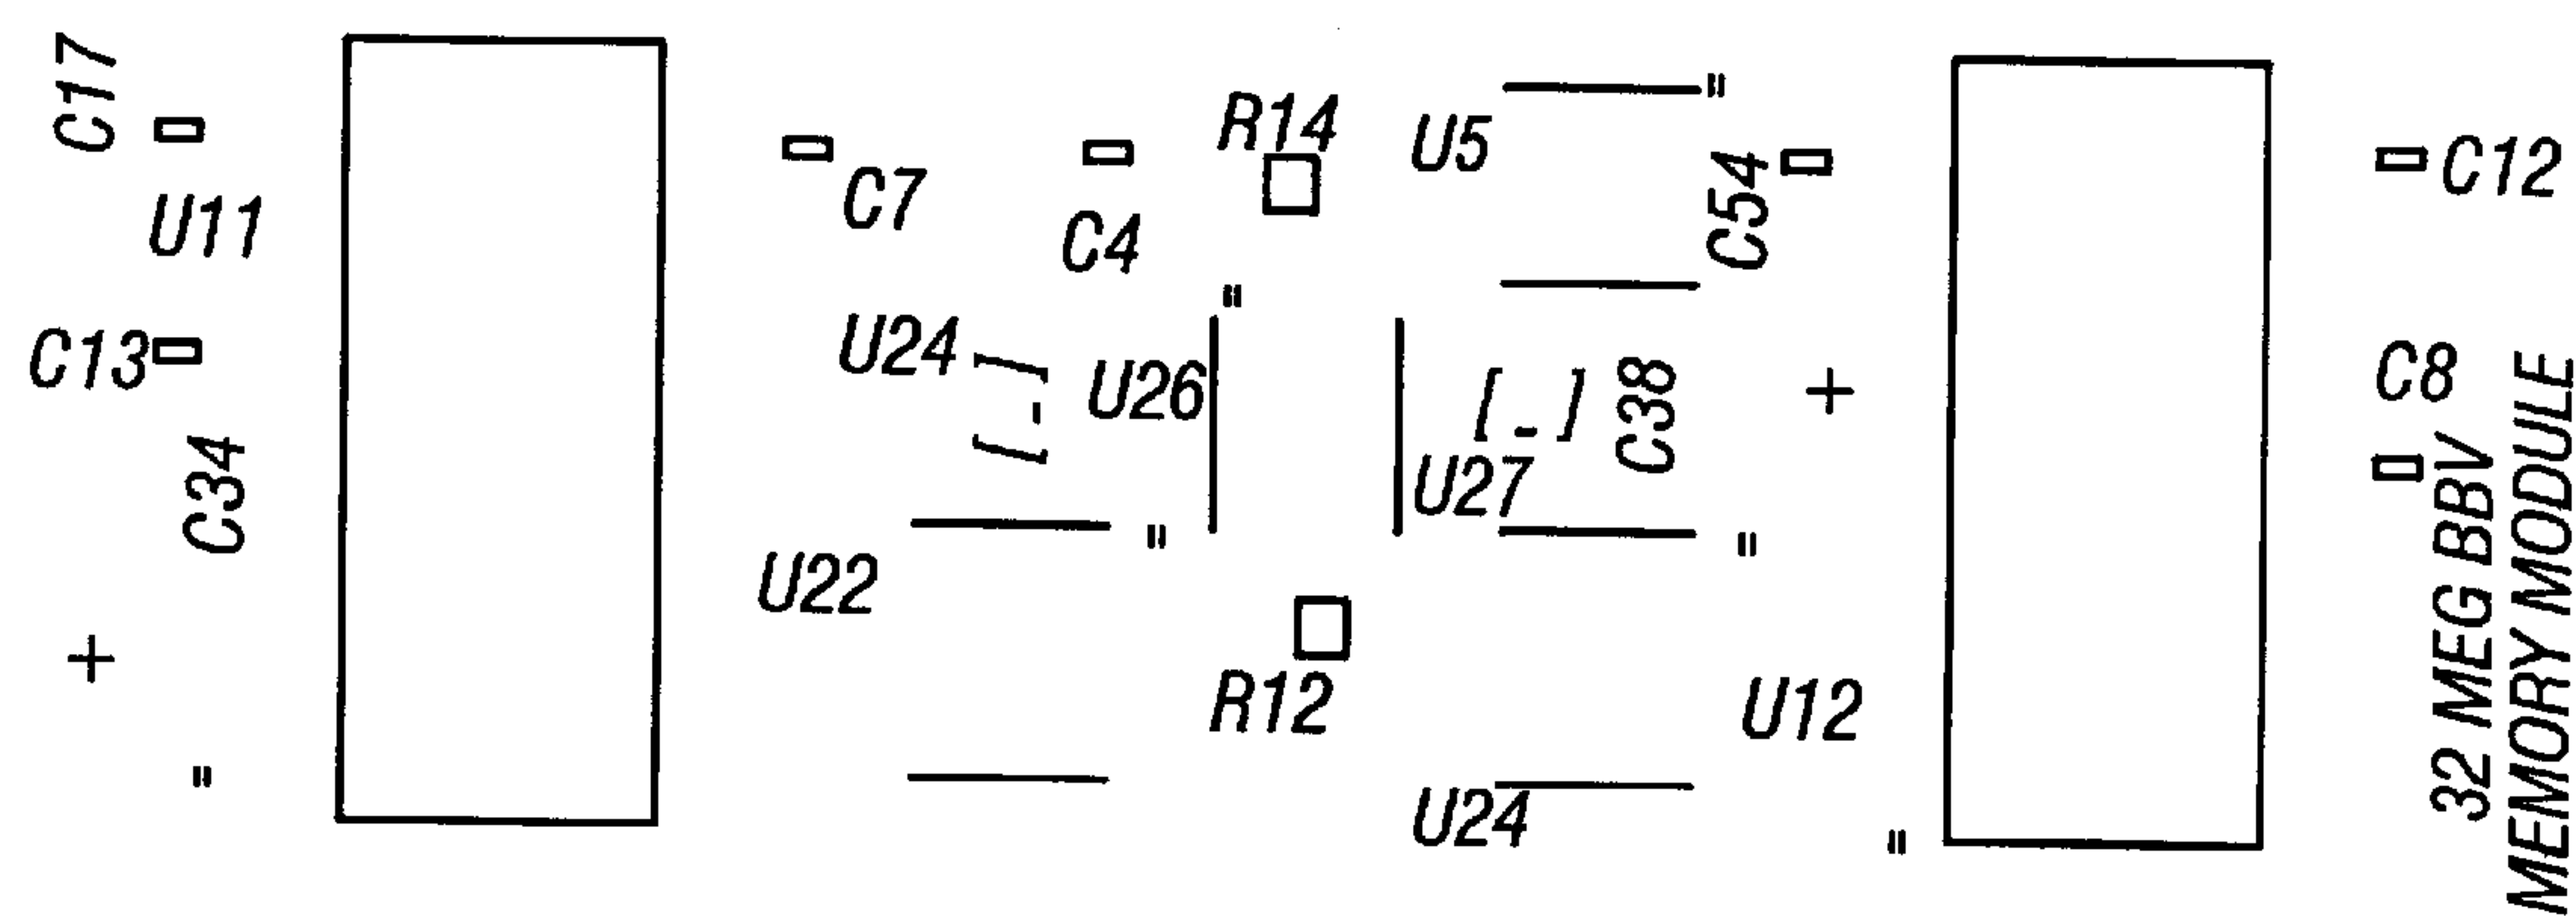 C17
U11
C13
C34
C7
C4
R14
U5
C54
C12
U24
U26
U27
C38
C8
U22
R12
U12
U24
32 MEG BBV
MEMORY MODULE